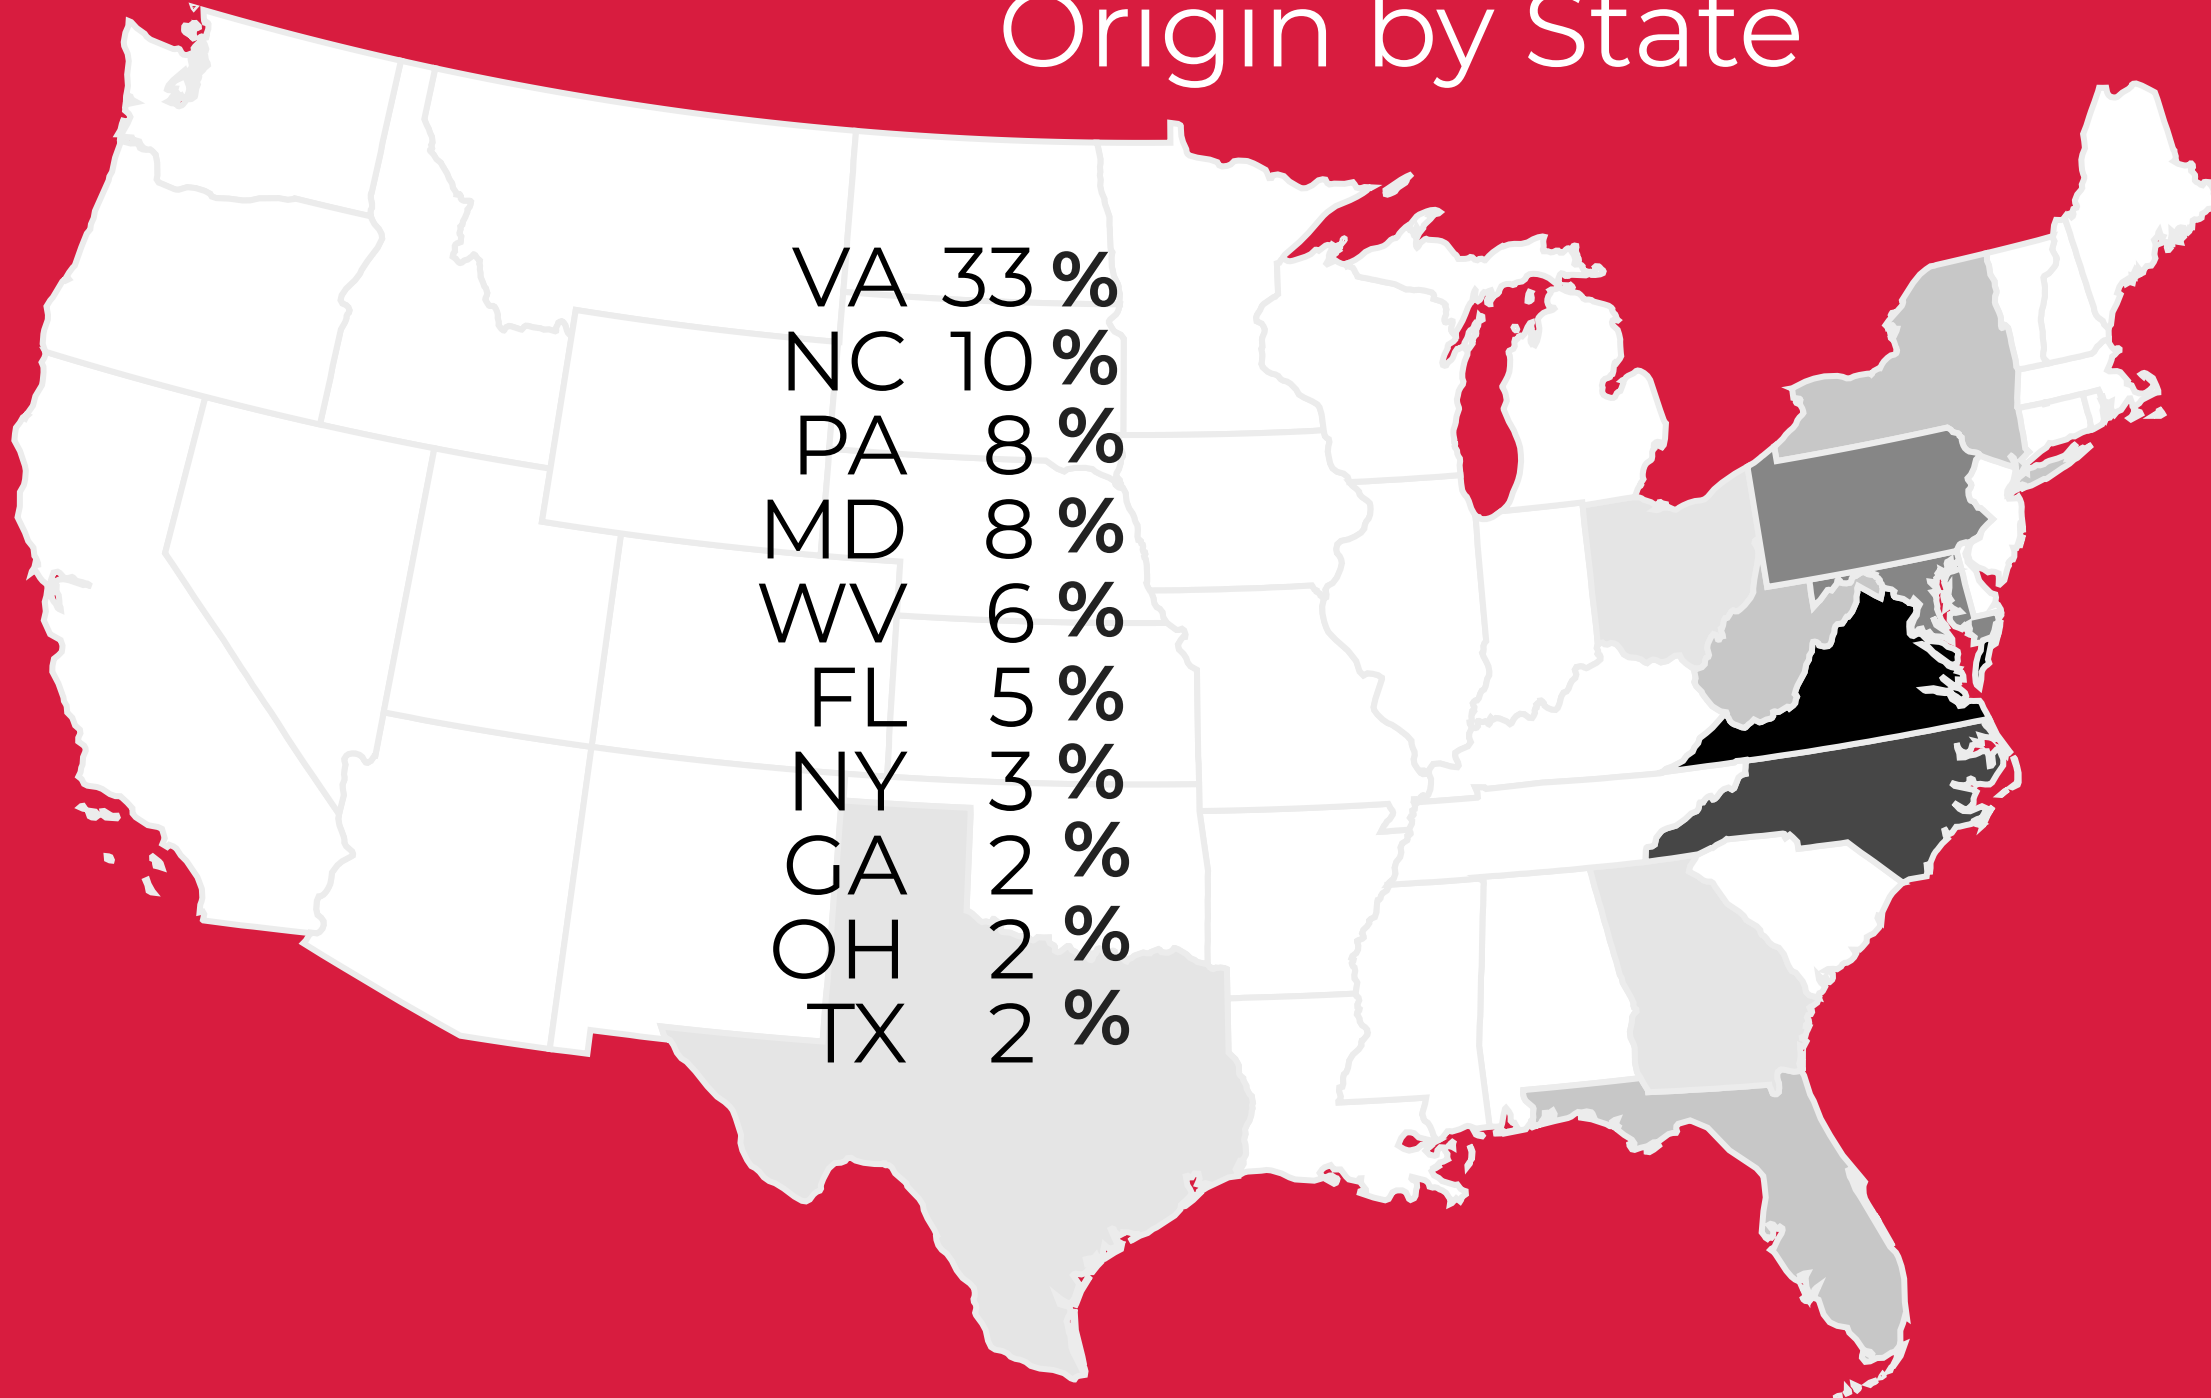 Origin by State
VA 33 %
NC 10 %
PA 8 %
MD 8 %
WV 6 %
FL 5 %
NY 3 %
GA 2 %
OH 2 %
TX 2 %